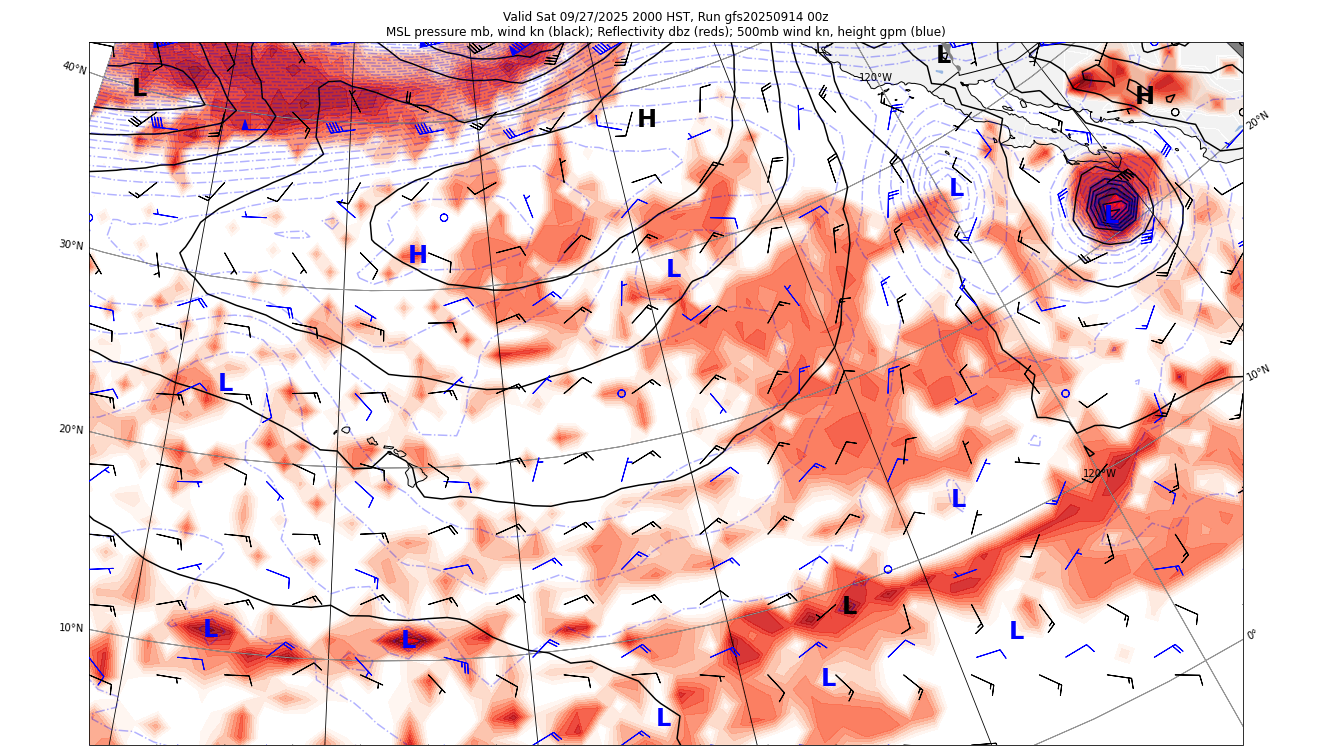 Valid Sat 09/27/2025 2000 HST, Run gfs20250914 00z
MSL pressure mb, wind kn (black); Reflectivity dbz (reds); 500mb wind kn, height gpm (blue)
L
40°N
120°W
L
H
H
20°N
L
L
30°N
H
L
10°N
L
20°N
120°W
L
L
10°N
L
L
L
0°
L
L